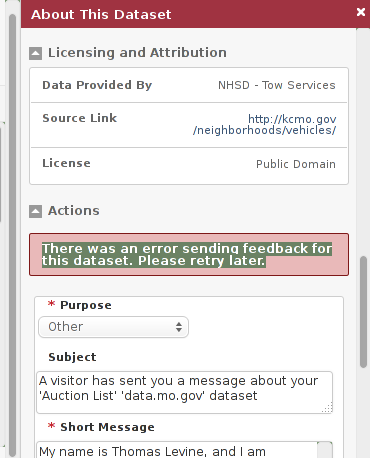 About This Dataset
Licensing and Attribution
Data Provided By NHSD - Tow Services
Source Link http://kcmo.gov
/neighborhoods/vehicles/
License Public Domain
Actions
There was an error sending feedback for
this dataset. Please retry later.
* Purpose
Other
Subject
A visitor has sent you a message about your
'Auction List' 'data.mo.gov' dataset
* Short Message
My name is Thomas Levine, and I am